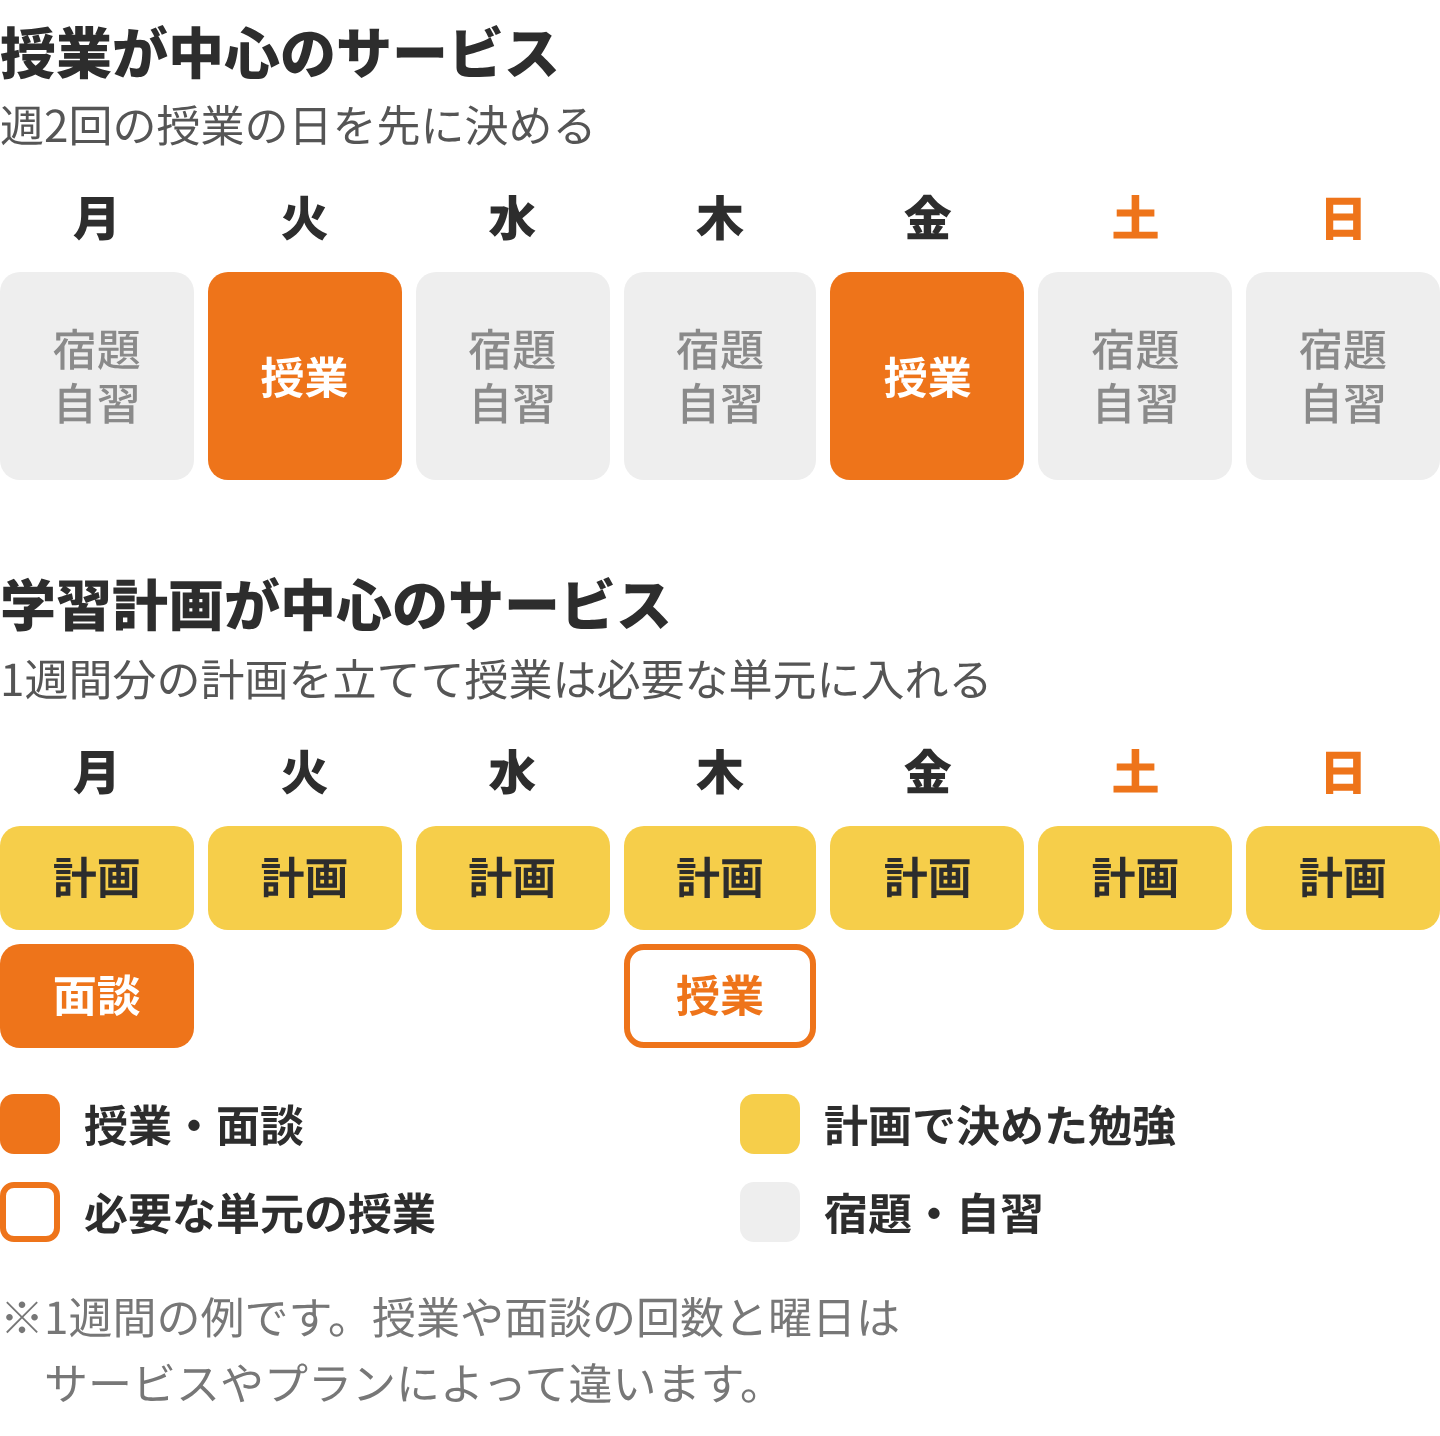 授業が中心のサービス
週2回の授業の日を先に決める
月 火 水 木 金 土 日
宿題 宿題 宿題 宿題 宿題
自習 授業 自習 自習 授業 自習 自習
学習計画が中心のサービス
1週間分の計画を立てて授業は必要な単元に入れる
月 火 水 木 金 土 日
計画 計画 計画 計画 計画 計画 計画
面談 授業
授業・面談 計画で決めた勉強
必要な単元の授業 宿題・自習
※1週間の例です。授業や面談の回数と曜日は
サービスやプランによって違います。